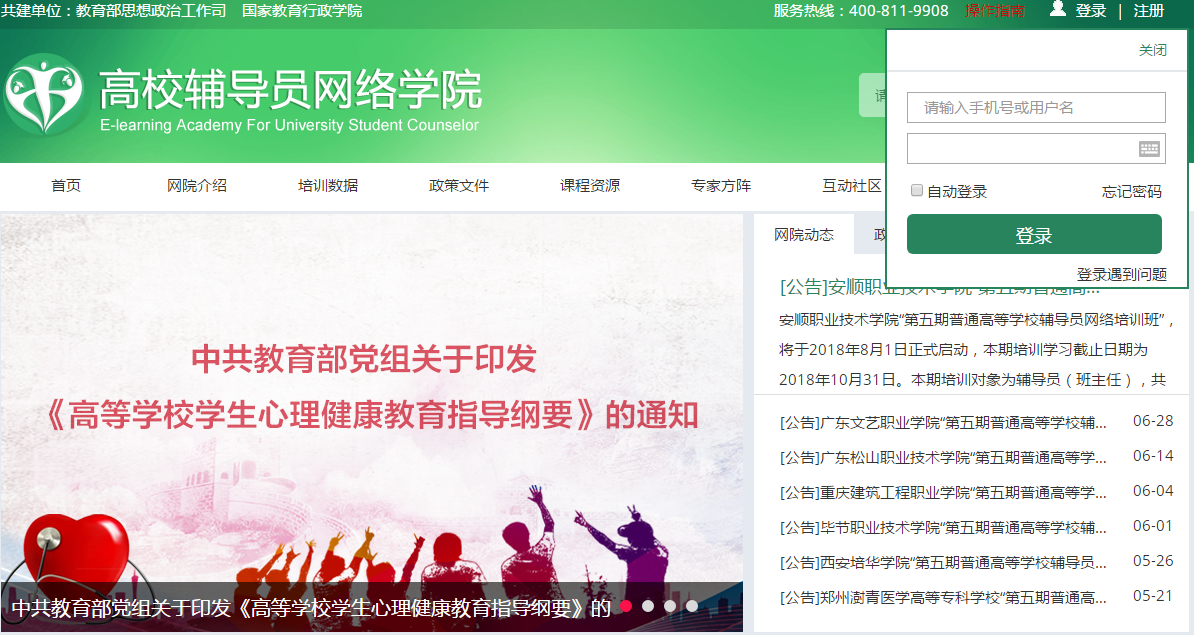 共建单位：教育部思想政治工作司 国家教育行政学院
服务热线：400-811-9908 操作指南 登录 | 注册
关闭
高校辅导员网络学院
E-learning Academy For University Student Counselor
请
请输入手机号或用户名
自动登录 忘记密码
登录
登录遇到问题
首页 网院介绍 培训数据 政策文件 课程资源 专家方阵 互动社区
网院动态 政
中共教育部党组关于印发
《高等学校学生心理健康教育指导纲要》的通知
中共教育部党组关于印发《高等学校学生心理健康教育指导纲要》的
[公告]安顺职业技术学院“第五期普通高...
安顺职业技术学院“第五期普通高等学校辅导员网络培训班”，
将于2018年8月1日正式启动，本期培训学习截止日期为
2018年10月31日。本期培训对象为辅导员（班主任），共
[公告]广东文艺职业学院“第五期普通高等学校辅... 06-28
[公告]广东松山职业技术学院“第五期普通高等学... 06-14
[公告]重庆建筑工程职业学院“第五期普通高等学... 06-04
[公告]毕节职业技术学院“第五期普通高等学校辅... 06-01
[公告]西安培华学院“第五期普通高等学校辅导员... 05-26
[公告]郑州澍青医学高等专科学校“第五期普通高... 05-21